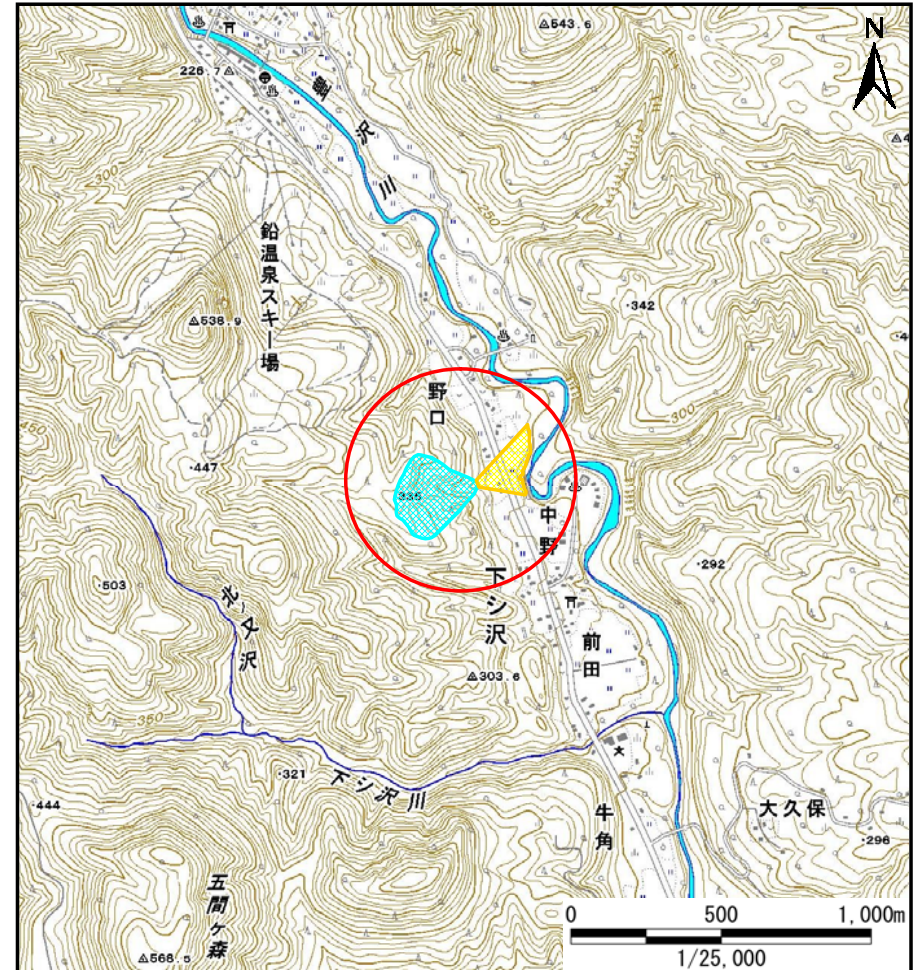 △543.6
N
226.7△
豊沢川
300
250
鉛温泉スキー場
△538.9
・342
野口
300
450
・447
335
中野
・292
・503
北ノ又沢
下シ沢
前田
△303.6
350
・321
下シ沢川
・444
牛角
大久保
・296
五間ヶ森
△568.5
0 500 1,000m
1/25,000